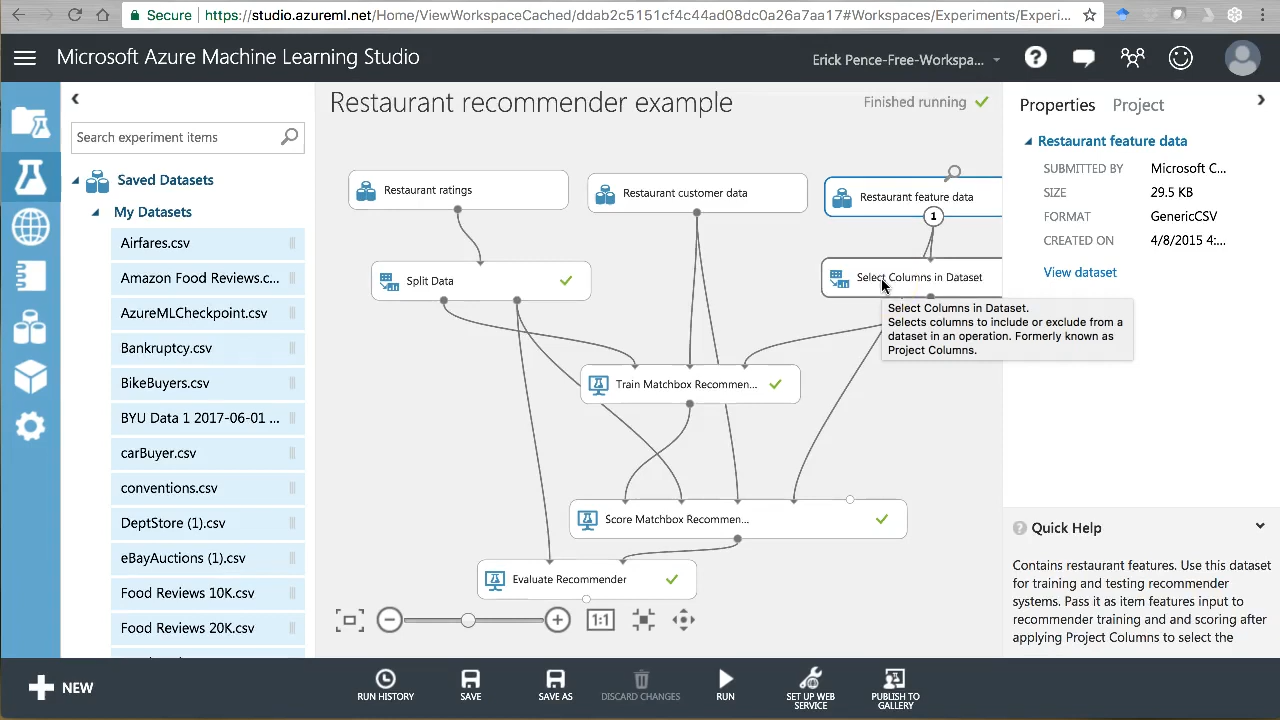 Secure
https://studio.azureml.net/Home/ViewWorkspaceCached/ddab2c5151cf4c44ad08dc0a26a7aa17#Workspaces/Experiments/Experi...
Microsoft Azure Machine Learning Studio
Erick Pence-Free-Workspa...
?
Search experiment items
Saved Datasets
My Datasets
Airfares.csv
Amazon Food Reviews.c...
AzureMLCheckpoint.csv
Bankruptcy.csv
BikeBuyers.csv
BYU Data 1 2017-06-01 ...
carBuyer.csv
conventions.csv
DeptStore (1).csv
eBayAuctions (1).csv
Food Reviews 10K.csv
Food Reviews 20K.csv
Restaurant recommender example
Finished running
Restaurant ratings
Restaurant customer data
Restaurant feature data
1
Split Data
Select Columns in Dataset
Select Columns in Dataset.
Selects columns to include or exclude from a
dataset in an operation. Formerly known as
Project Columns.
Train Matchbox Recommen...
Score Matchbox Recommen...
Evaluate Recommender
1:1
Properties
Project
Restaurant feature data
SUBMITTED BY Microsoft C...
SIZE 29.5 KB
FORMAT GenericCSV
CREATED ON 4/8/2015 4:...
View dataset
? Quick Help
Contains restaurant features. Use this dataset
for training and testing recommender
systems. Pass it as item features input to
recommender training and and scoring after
applying Project Columns to select the
NEW
RUN HISTORY
SAVE
SAVE AS
DISCARD CHANGES
RUN
SET UP WEB
SERVICE
PUBLISH TO
GALLERY